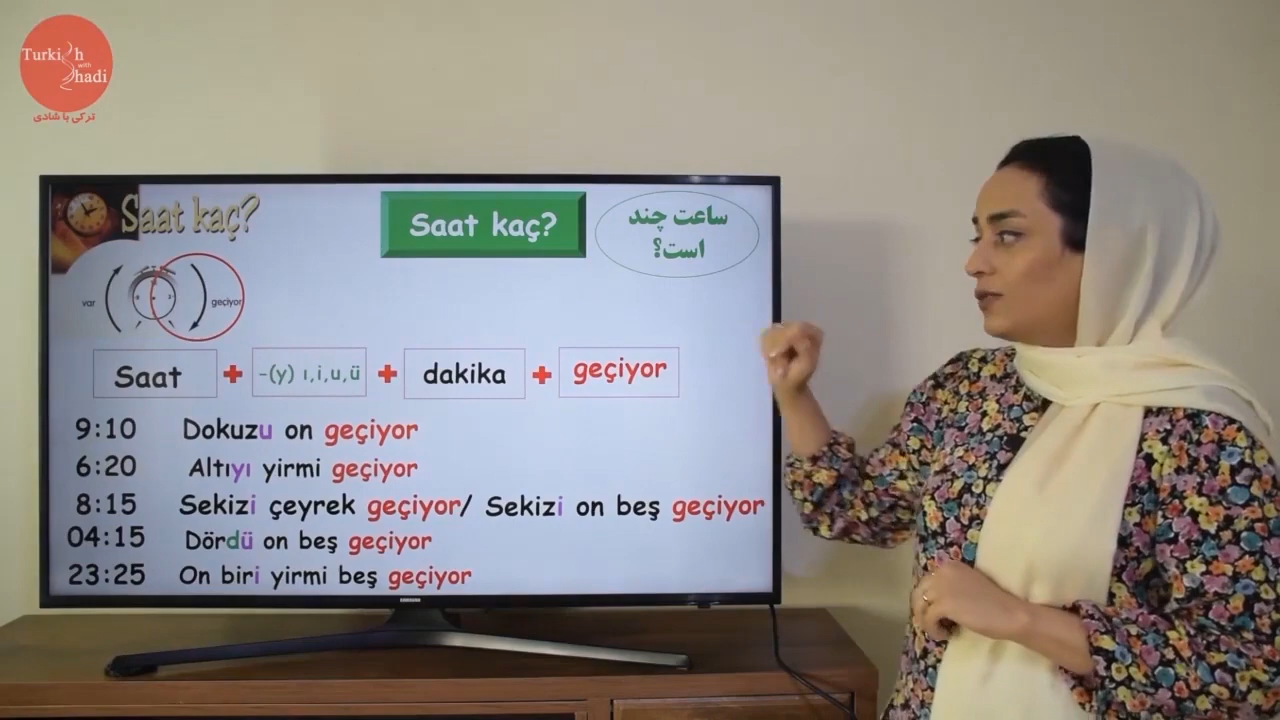 Turkish
with
Shadi
ترکی با شادی
Saat kaç?
Saat kaç?
ساعت چند
است؟
var
geçiyor
Saat + -(y) ı,i,u,ü + dakika + geçiyor
9:10 Dokuzu on geçiyor
6:20 Altıyı yirmi geçiyor
8:15 Sekizi çeyrek geçiyor/ Sekizi on beş geçiyor
04:15 Dördü on beş geçiyor
23:25 On biri yirmi beş geçiyor
SAMSUNG